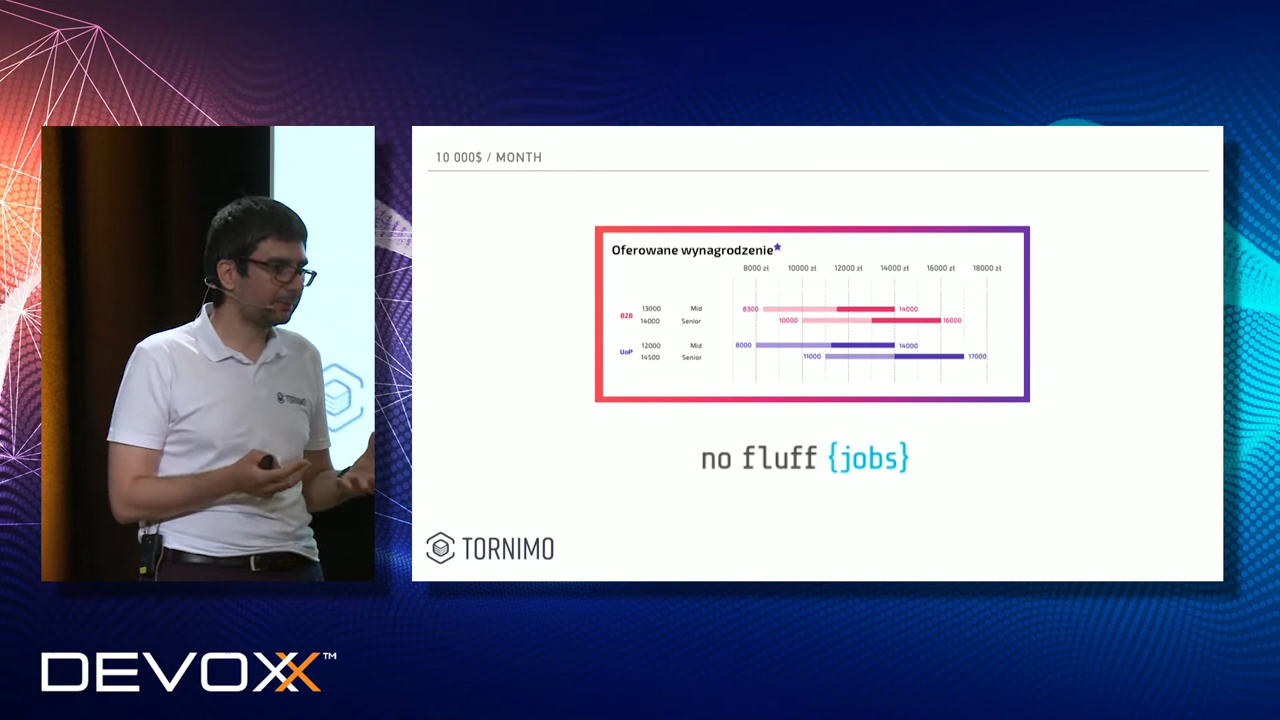 10 000$ / MONTH
Oferowane wynagrodzenie*
8000 zł 10000 zł 12000 zł 14000 zł 16000 zł 18000 zł
B2B
13000 Mid 8300 14000
14000 Senior 10000 16000
UoP
12000 Mid 8000 14000
14500 Senior 11000 17000
no fluff {jobs}
TORNIMO
TORNIMO
DEVOXX™